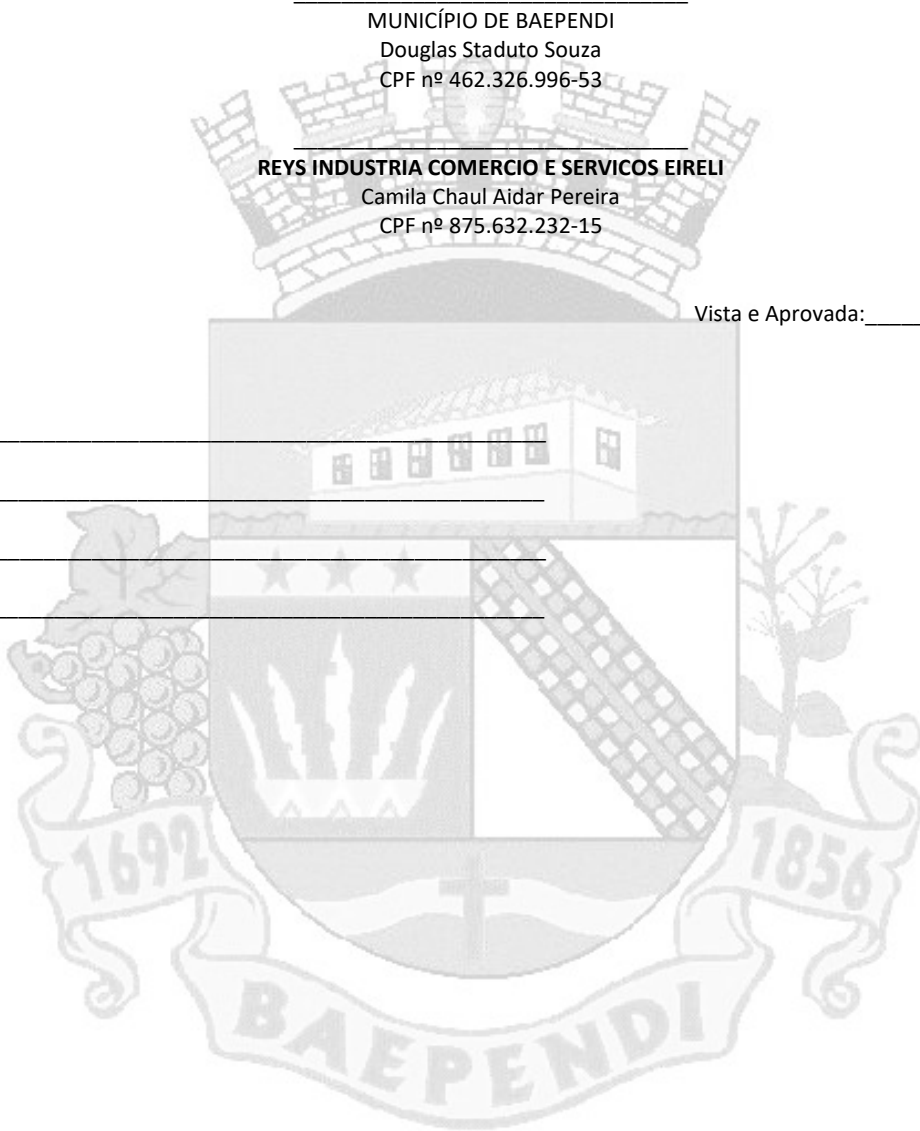 MUNICÍPIO DE BAEPENDI
Douglas Staduto Souza
CPF nº 462.326.996-53
REYS INDUSTRIA COMERCIO E SERVICOS EIRELI
Camila Chaul Aidar Pereira
CPF nº 875.632.232-15
Vista e Aprovada:_____
1692
1856
BAEPENDI